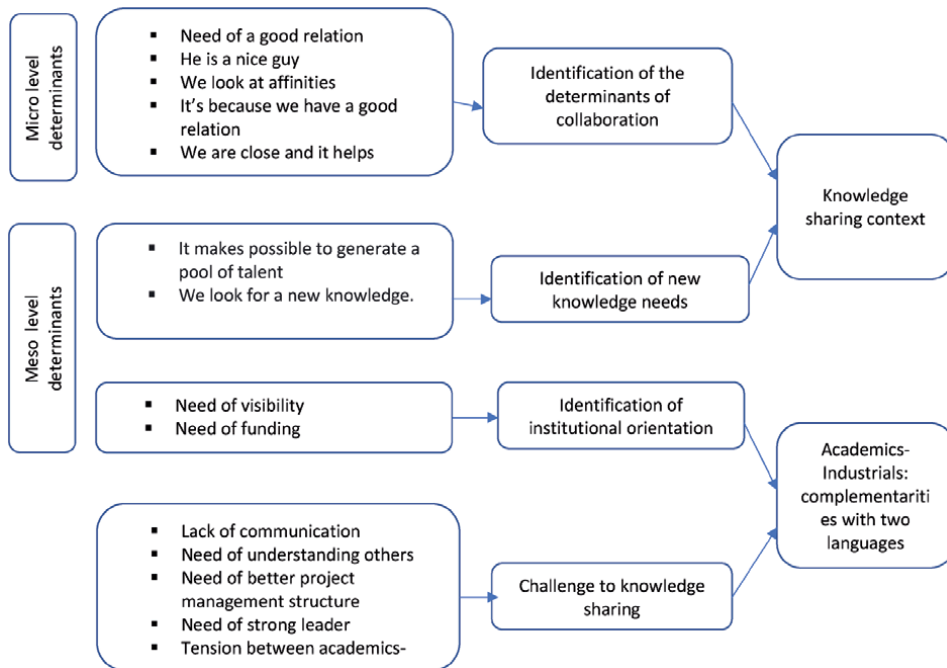 Micro level
determinants
Need of a good relation
He is a nice guy
We look at affinities
It's because we have a good
relation
We are close and it helps
Identification of the
determinants of
collaboration
Knowledge
sharing context
Meso level
determinants
It makes possible to generate a
pool of talent
We look for a new knowledge.
Identification of new
knowledge needs
Need of visibility
Need of funding
Identification of
institutional orientation
Academics-
Industrials:
complementariti
es with two
languages
Lack of communication
Need of understanding others
Need of better project
management structure
Need of strong leader
Tension between academics-
Challenge to knowledge
sharing